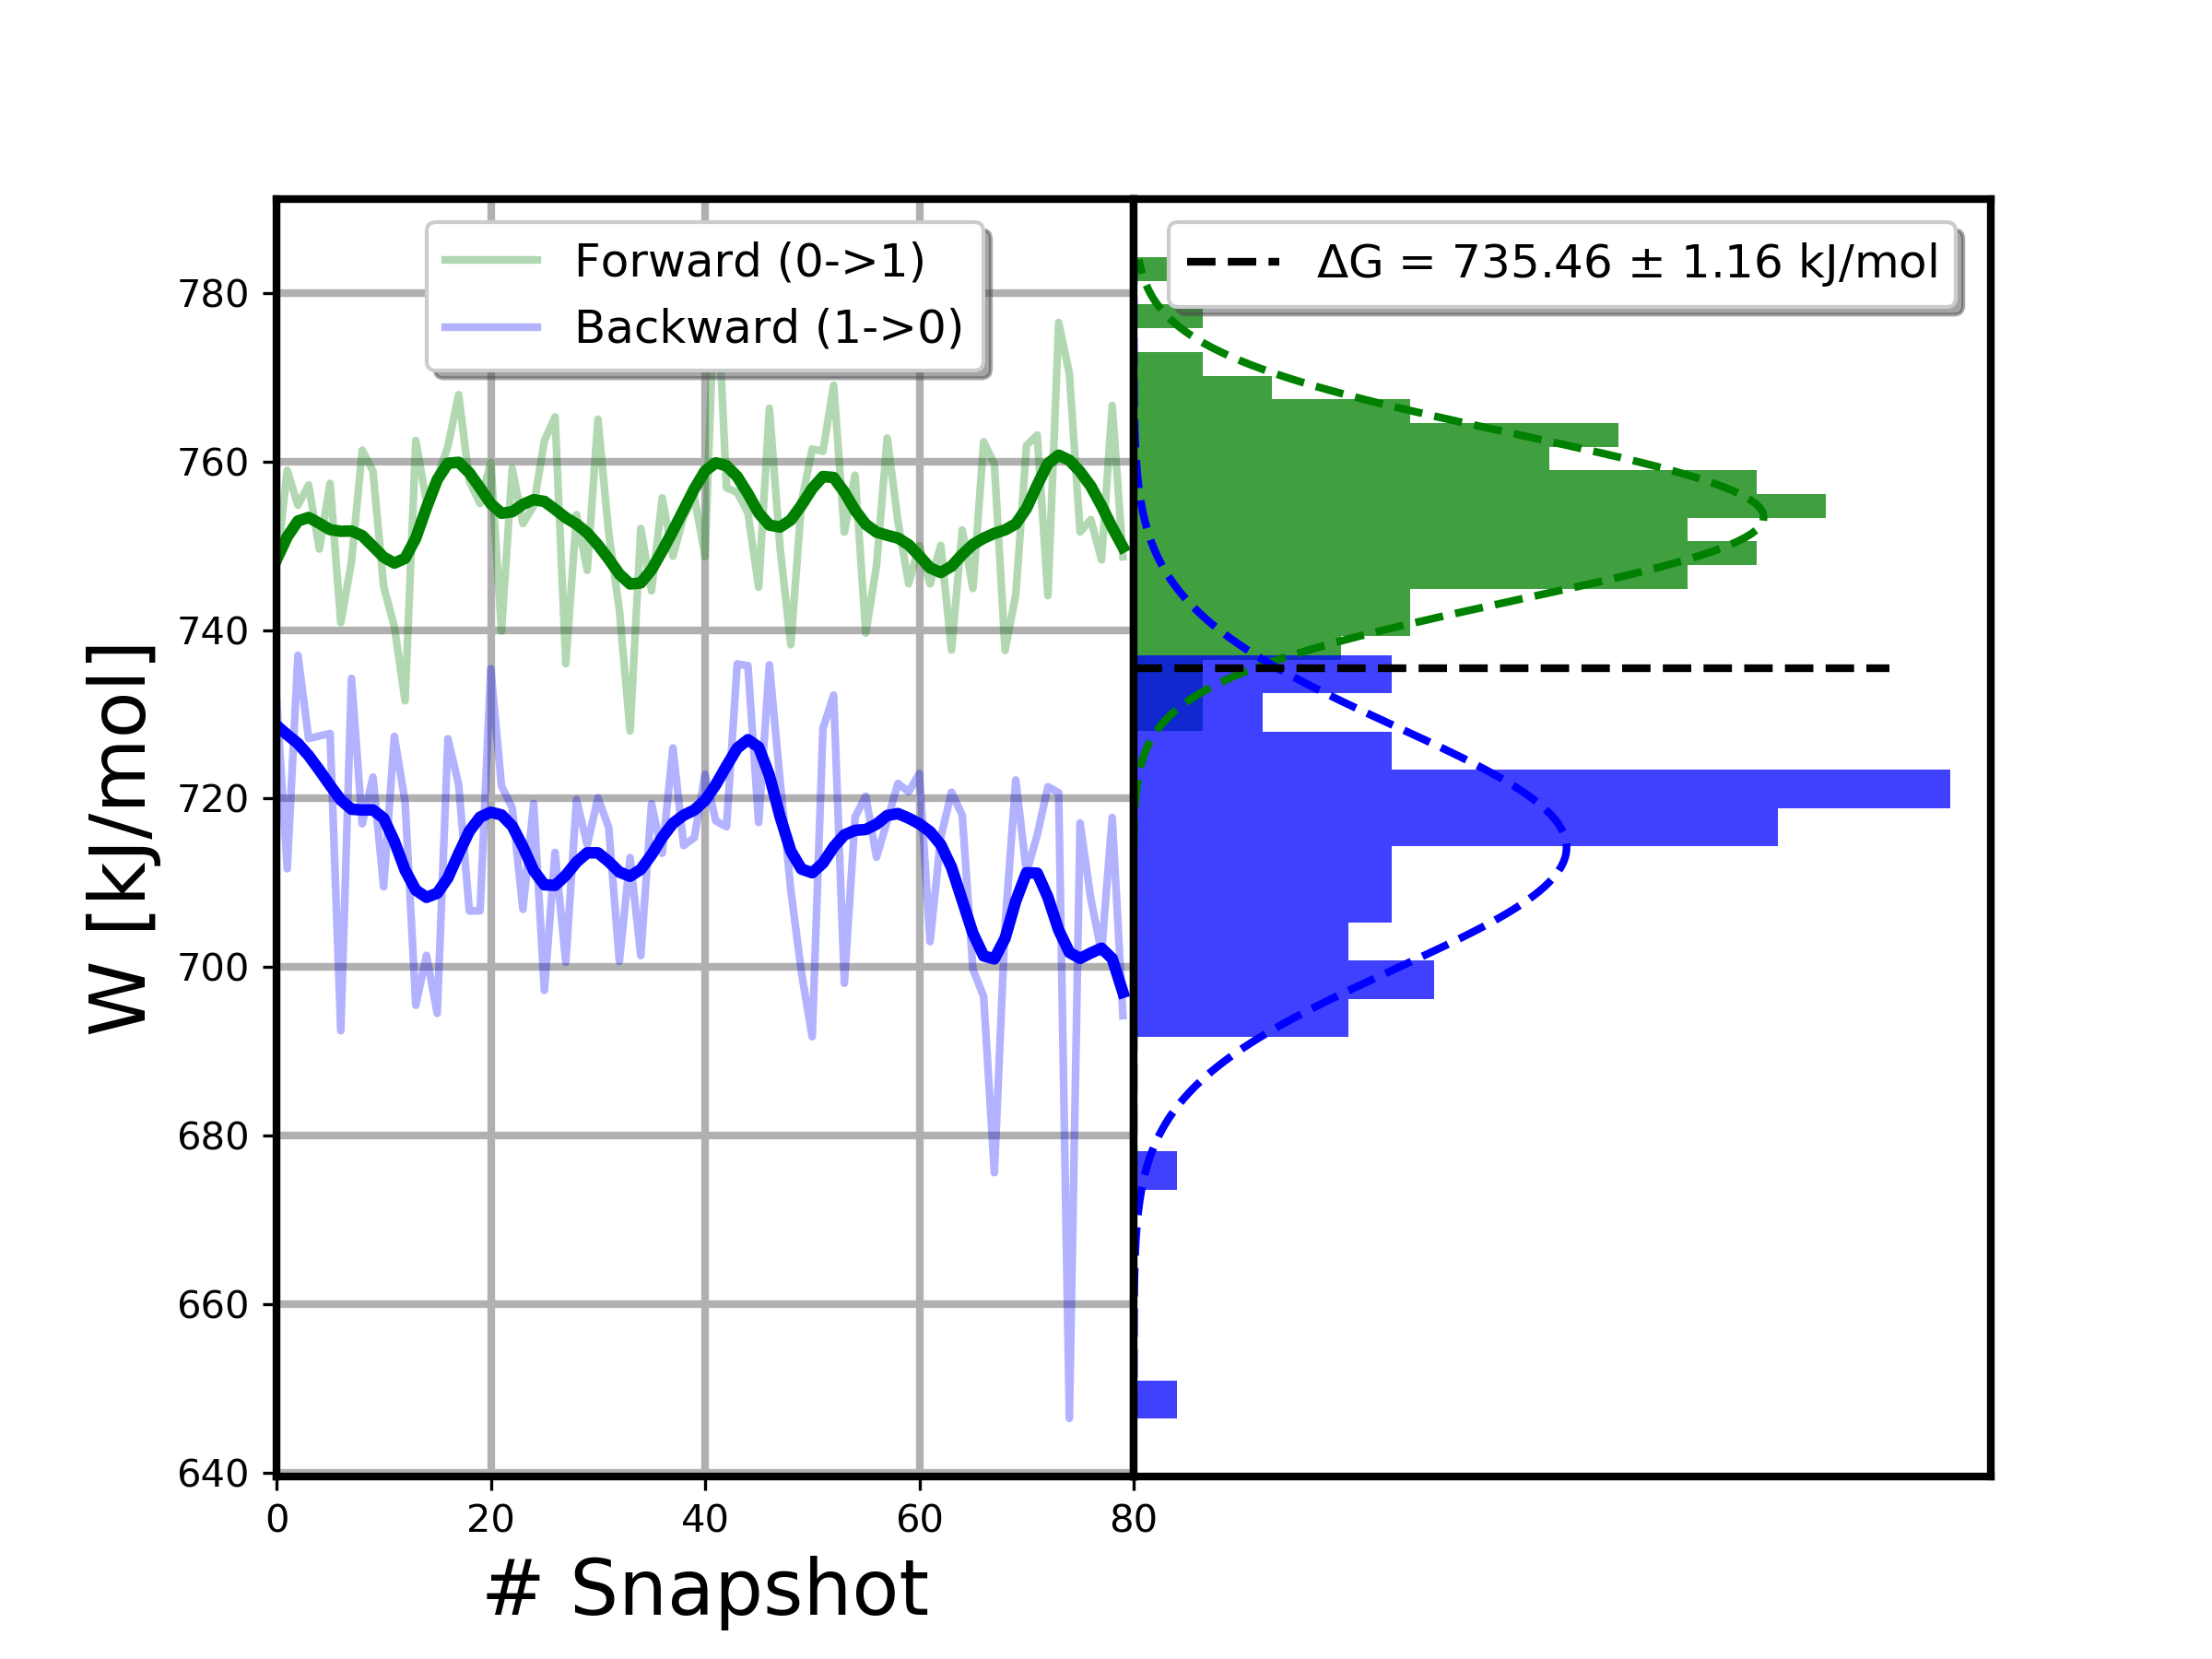 Forward (0->1)
Backward (1->0)
ΔG = 735.46 ± 1.16 kJ/mol
W [kJ/mol]
780
760
740
720
700
680
660
640
0 20 40 60 80
# Snapshot